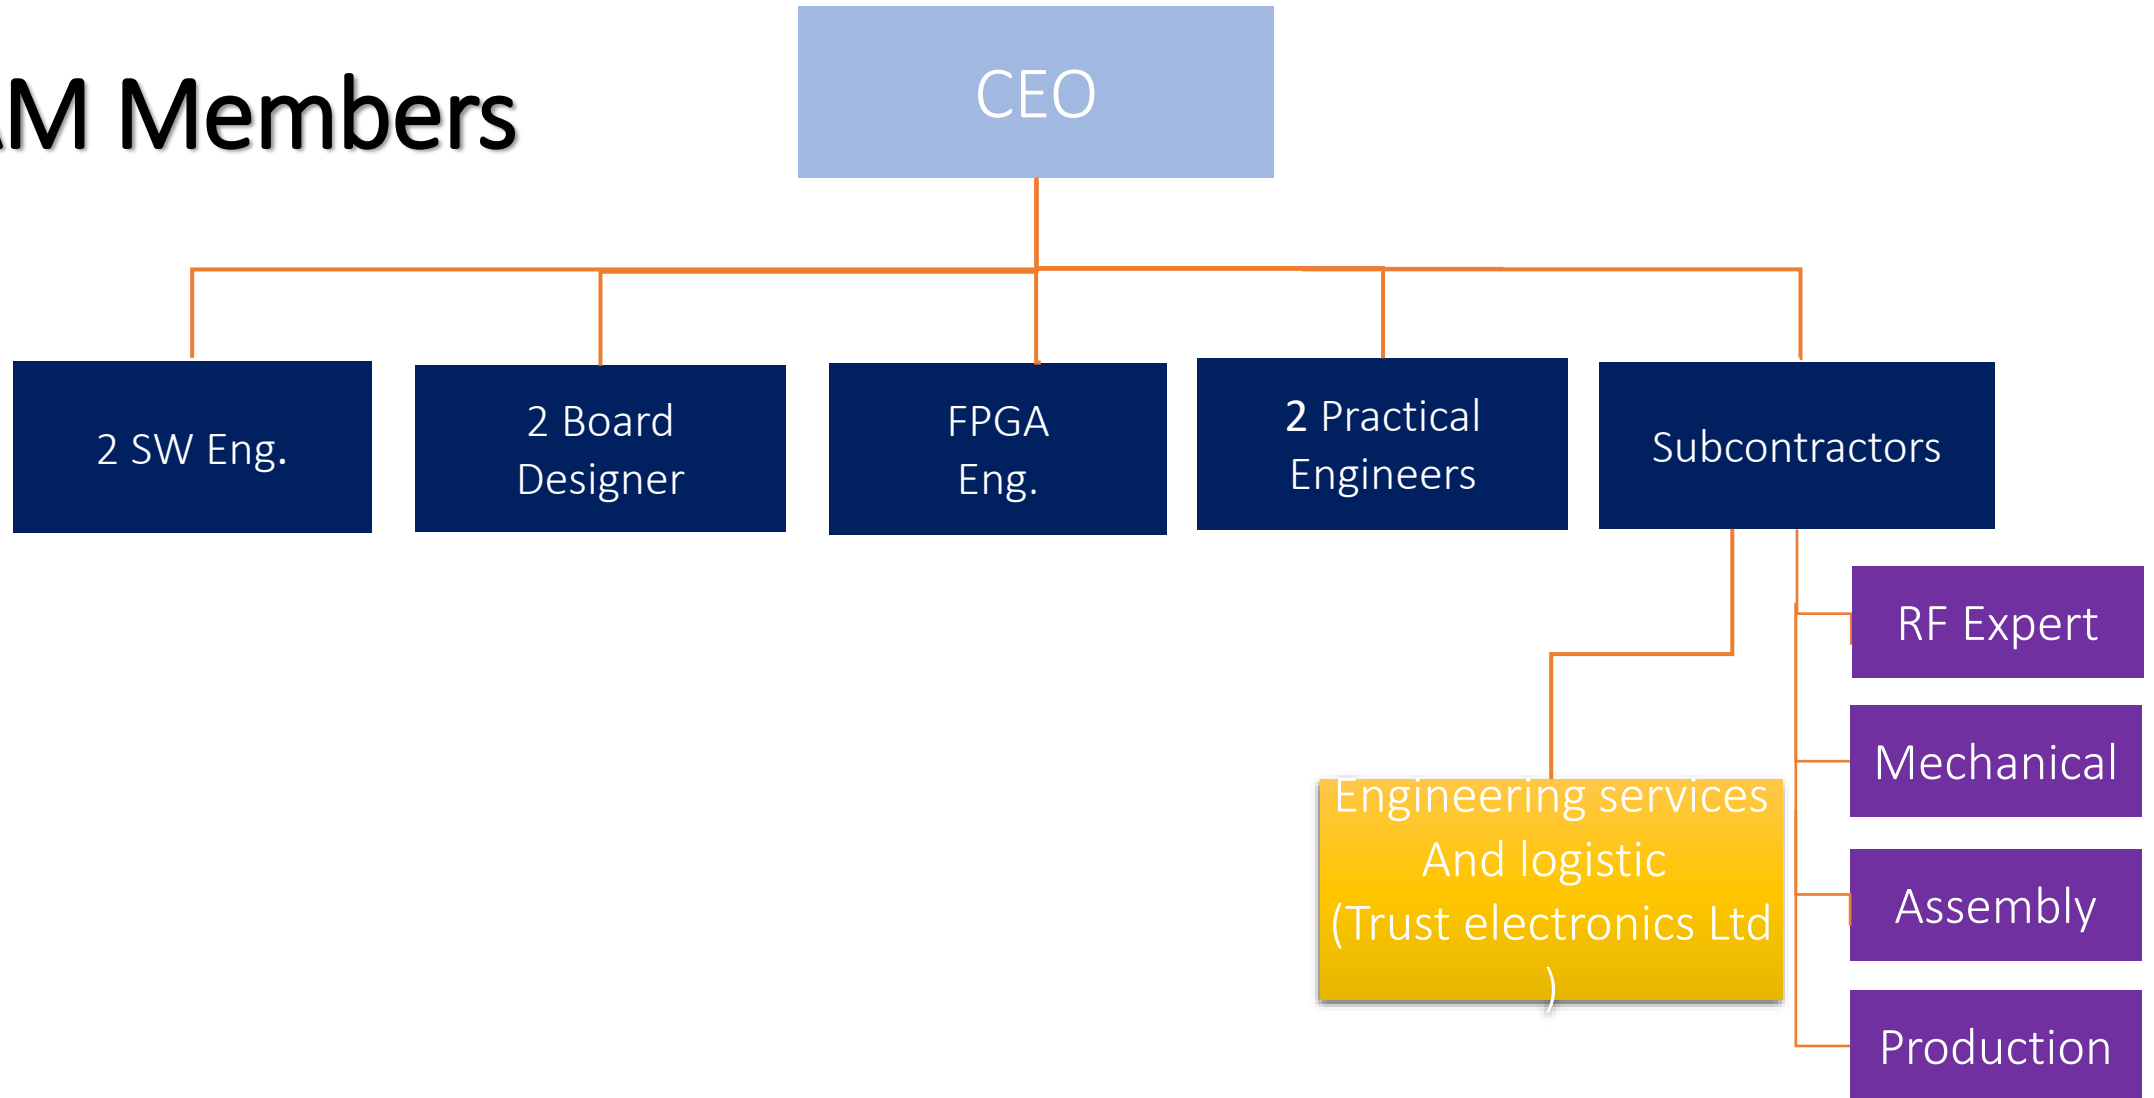 AM Members
CEO
2 SW Eng.
2 Board
Designer
FPGA
Eng.
2 Practical
Engineers
Subcontractors
RF Expert
Mechanical
Assembly
Production
Engineering services
And logistic
(Trust electronics Ltd
)